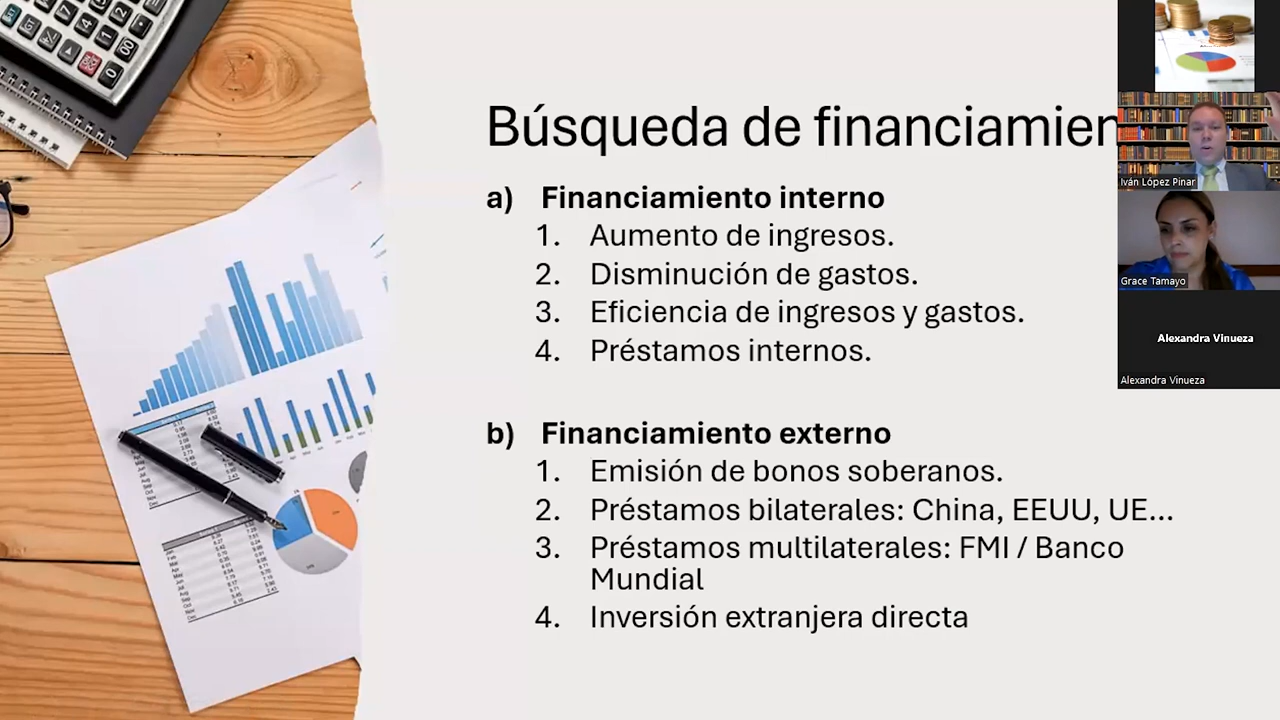 Búsqueda de financiamien
a) Financiamiento interno
1. Aumento de ingresos.
2. Disminución de gastos.
3. Eficiencia de ingresos y gastos.
4. Préstamos internos.
b) Financiamiento externo
1. Emisión de bonos soberanos.
2. Préstamos bilaterales: China, EEUU, UE...
3. Préstamos multilaterales: FMI / Banco
Mundial
4. Inversión extranjera directa
Iván López Pinar
Grace Tamayo
Alexandra Vinueza
Alexandra Vinueza